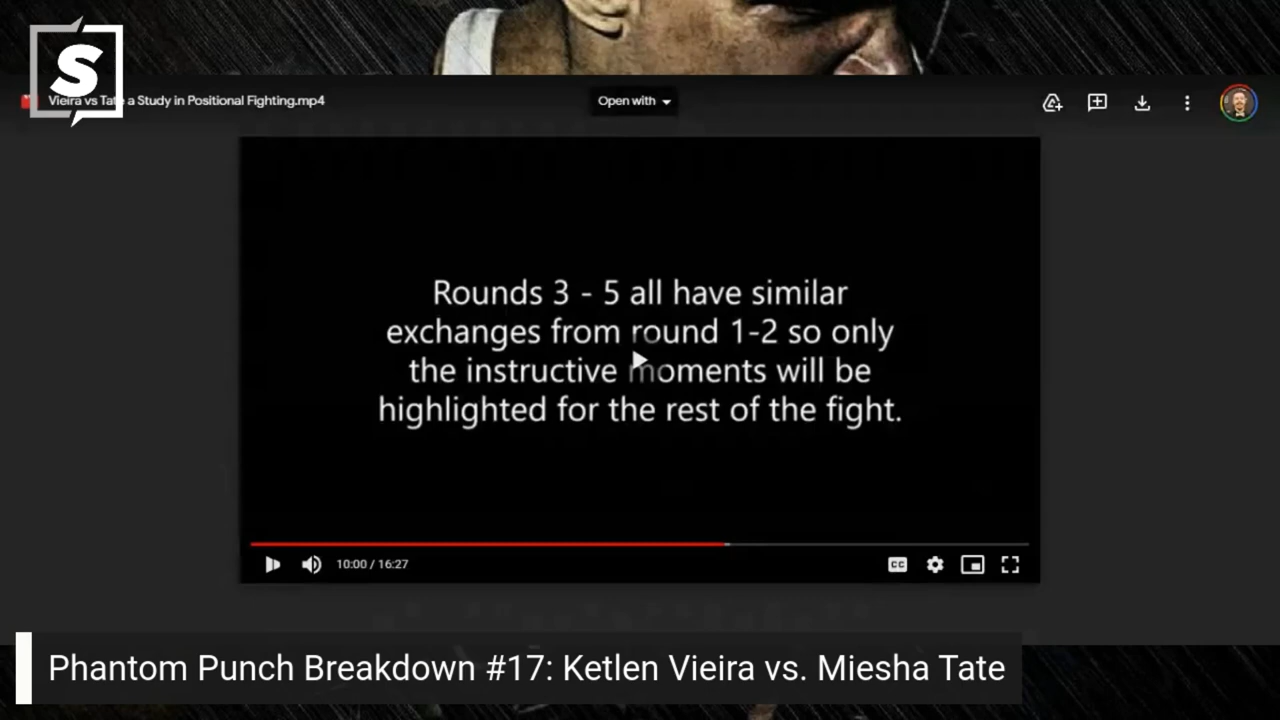 S
Vieira vs Tate a Study in Positional Fighting.mp4
Open with
Rounds 3 - 5 all have similar
exchanges from round 1-2 so only
the instructive moments will be
highlighted for the rest of the fight.
10:00 / 16:27
CC
Phantom Punch Breakdown #17: Ketlen Vieira vs. Miesha Tate